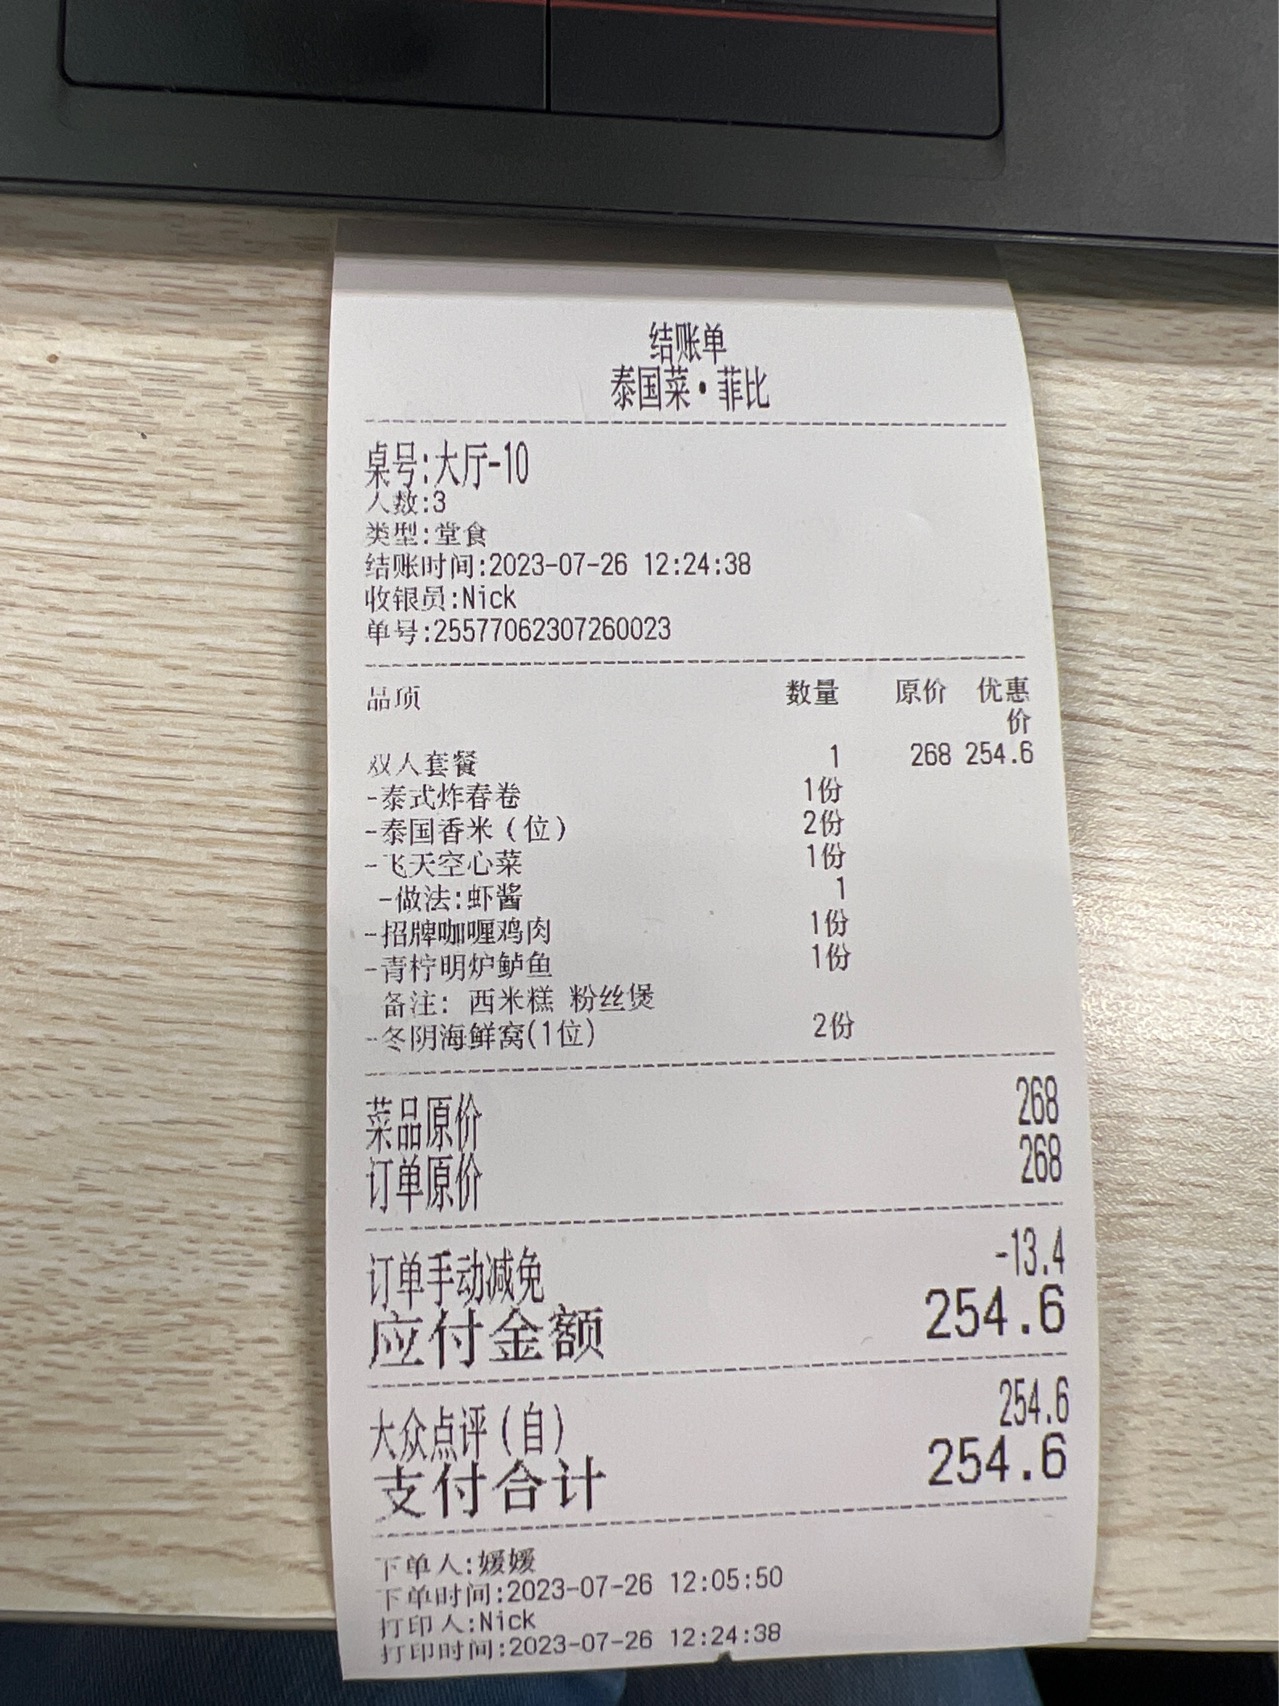 结账单
泰国菜·菲比
桌号:大厅-10
人数:3
类型:堂食
结账时间:2023-07-26 12:24:38
收银员:Nick
单号:25577062307260023
品项 数量 原价 优惠价
双人套餐 1 268 254.6
-泰式炸春卷 1份
-泰国香米(位) 2份
-飞天空心菜 1份
-做法:虾酱 1
-招牌咖喱鸡肉 1份
-青柠明炉鲈鱼 1份
备注: 西米糕 粉丝煲
-冬阴海鲜窝(1位) 2份
菜品原价 268
订单原价 268
订单手动减免 -13.4
应付金额 254.6
大众点评(自) 254.6
支付合计 254.6
下单人:媛媛
下单时间:2023-07-26 12:05:50
打印人:Nick
打印时间:2023-07-26 12:24:38